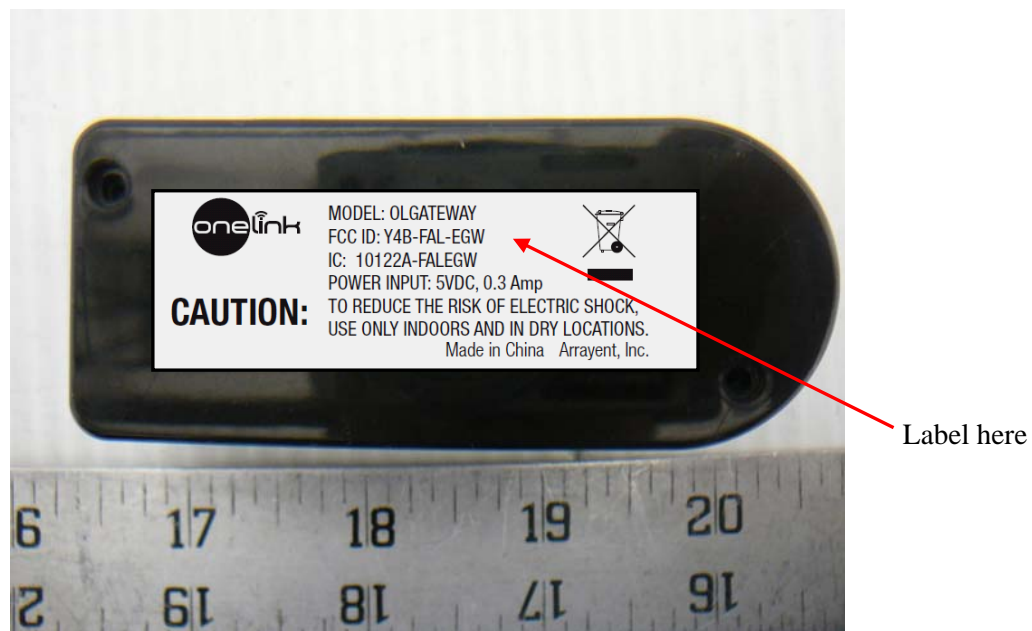 onelink
MODEL: OLGATEWAY
FCC ID: Y4B-FAL-EGW
IC: 10122A-FALEGW
POWER INPUT: 5VDC, 0.3 Amp
CAUTION: TO REDUCE THE RISK OF ELECTRIC SHOCK,
USE ONLY INDOORS AND IN DRY LOCATIONS.
Made in China Arrayent, Inc.
Label here
6 17 18 19 20
2 19 18 17 16